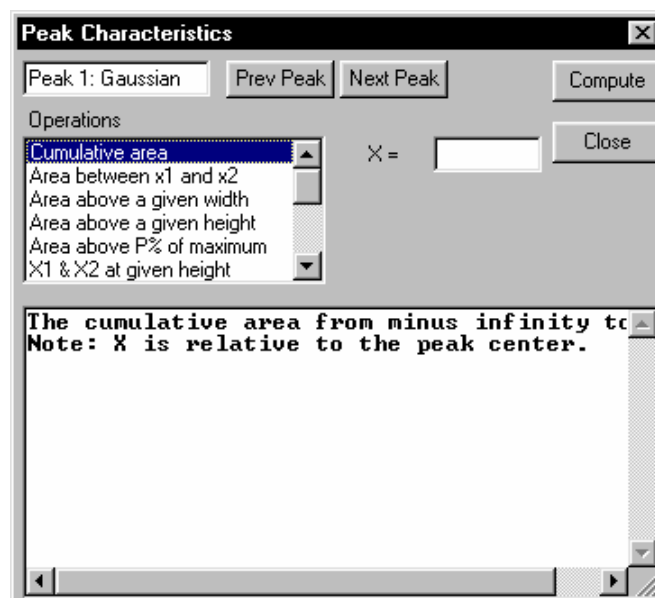 Peak Characteristics
Peak 1: Gaussian Prev Peak Next Peak Compute
Operations
Cumulative area X = Close
Area between x1 and x2
Area above a given width
Area above a given height
Area above P% of maximum
X1 & X2 at given height
The cumulative area from minus infinity to
Note: X is relative to the peak center.